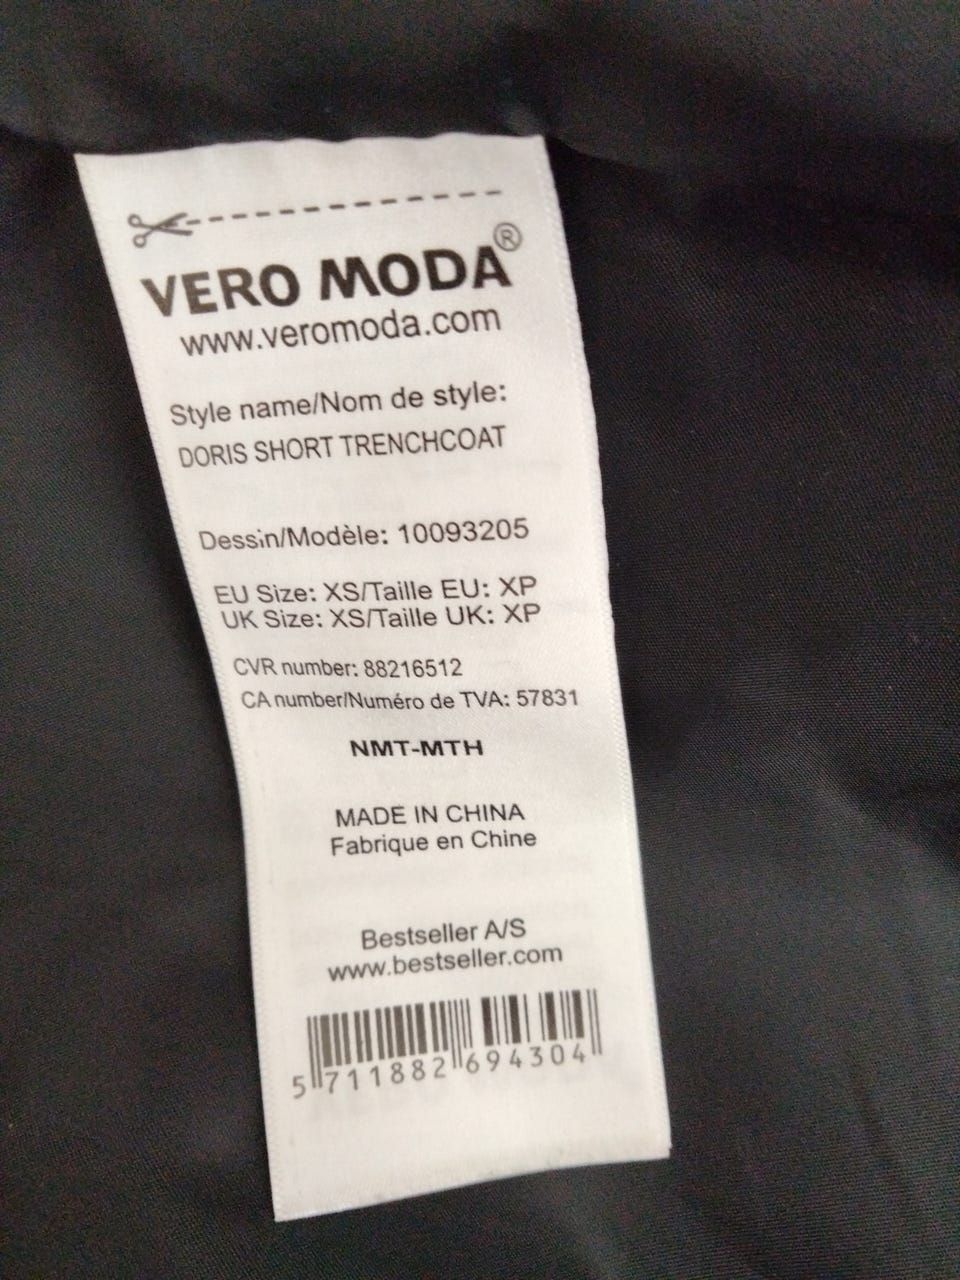 VERO MODA®
www.veromoda.com
Style name/Nom de style:
DORIS SHORT TRENCHCOAT
Dessin/Modèle: 10093205
EU Size: XS/Taille EU: XP
UK Size: XS/Taille UK: XP
CVR number: 88216512
CA number/Numéro de TVA: 57831
NMT-MTH
MADE IN CHINA
Fabrique en Chine
Bestseller A/S
www.bestseller.com
5 711882 694304